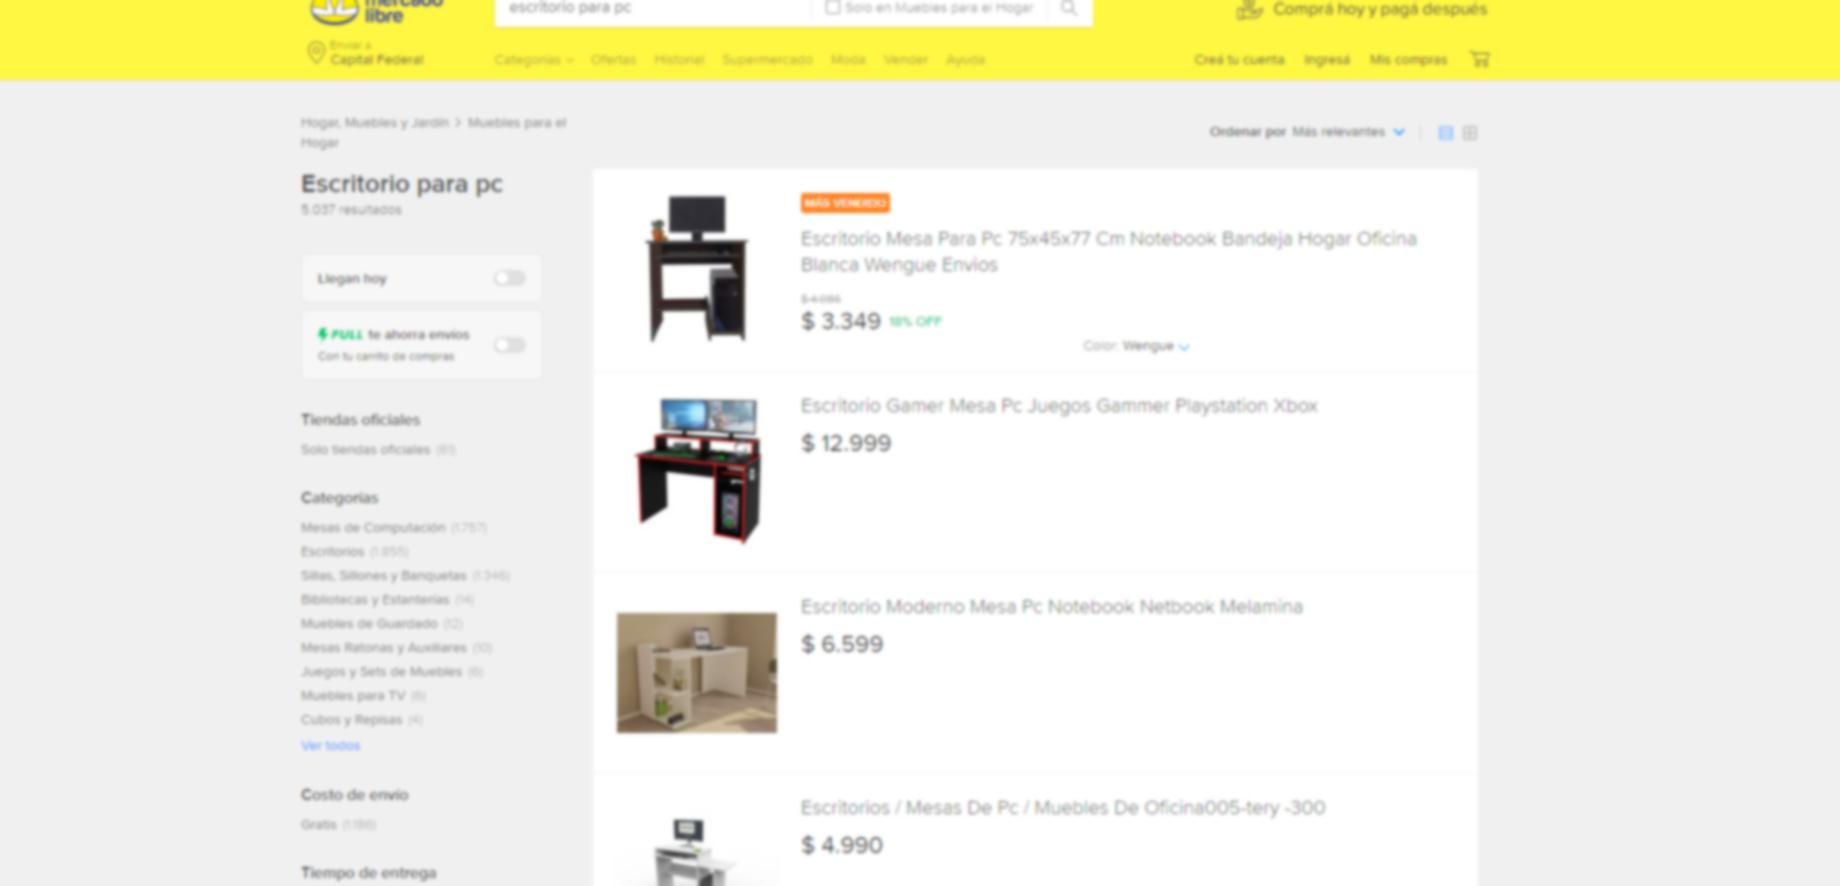 mercado
libre
escritorio para pc
Solo en Muebles para el Hogar
Comprá hoy y pagá después
Enviar a
Capital Federal
Categorías
Ofertas
Historial
Supermercado
Moda
Vender
Ayuda
Creá tu cuenta
Ingresá
Mis compras
Hogar, Muebles y Jardín > Muebles para el
Hogar
Ordenar por Más relevantes
Escritorio para pc
5.037 resultados
Llegan hoy
FULL te ahorra envíos
Con tu carrito de compras
Tiendas oficiales
Solo tiendas oficiales (61)
Categorías
Mesas de Computación (1.757)
Escritorios (1.855)
Sillas, Sillones y Banquetas (1.346)
Bibliotecas y Estanterías (14)
Muebles de Guardado (12)
Mesas Ratonas y Auxiliares (10)
Juegos y Sets de Muebles (6)
Muebles para TV (6)
Cubos y Repisas (4)
Ver todos
Costo de envío
Gratis (1.186)
Tiempo de entrega
MÁS VENDIDO
Escritorio Mesa Para Pc 75x45x77 Cm Notebook Bandeja Hogar Oficina
Blanca Wengue Envios
$ 4.086
$ 3.349 18% OFF
Color: Wengue
Escritorio Gamer Mesa Pc Juegos Gammer Playstation Xbox
$ 12.999
Escritorio Moderno Mesa Pc Notebook Netbook Melamina
$ 6.599
Escritorios / Mesas De Pc / Muebles De Oficina005-tery -300
$ 4.990